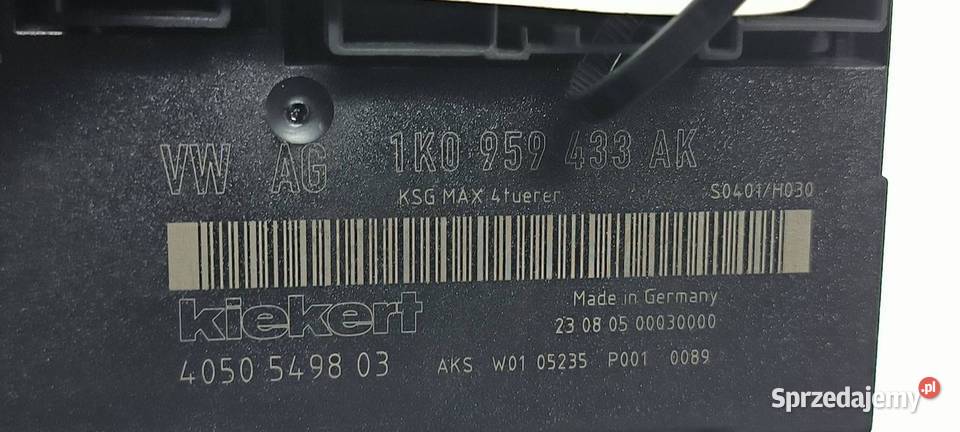 VW AG 1K0 959 433 AK
KSG MAX 4tuerer S0401/H030
kiekert
Made in Germany
23 08 05 00030000
4050 5498 03
AKS W01 05235 P001 0089
Sprzedajemy.pl